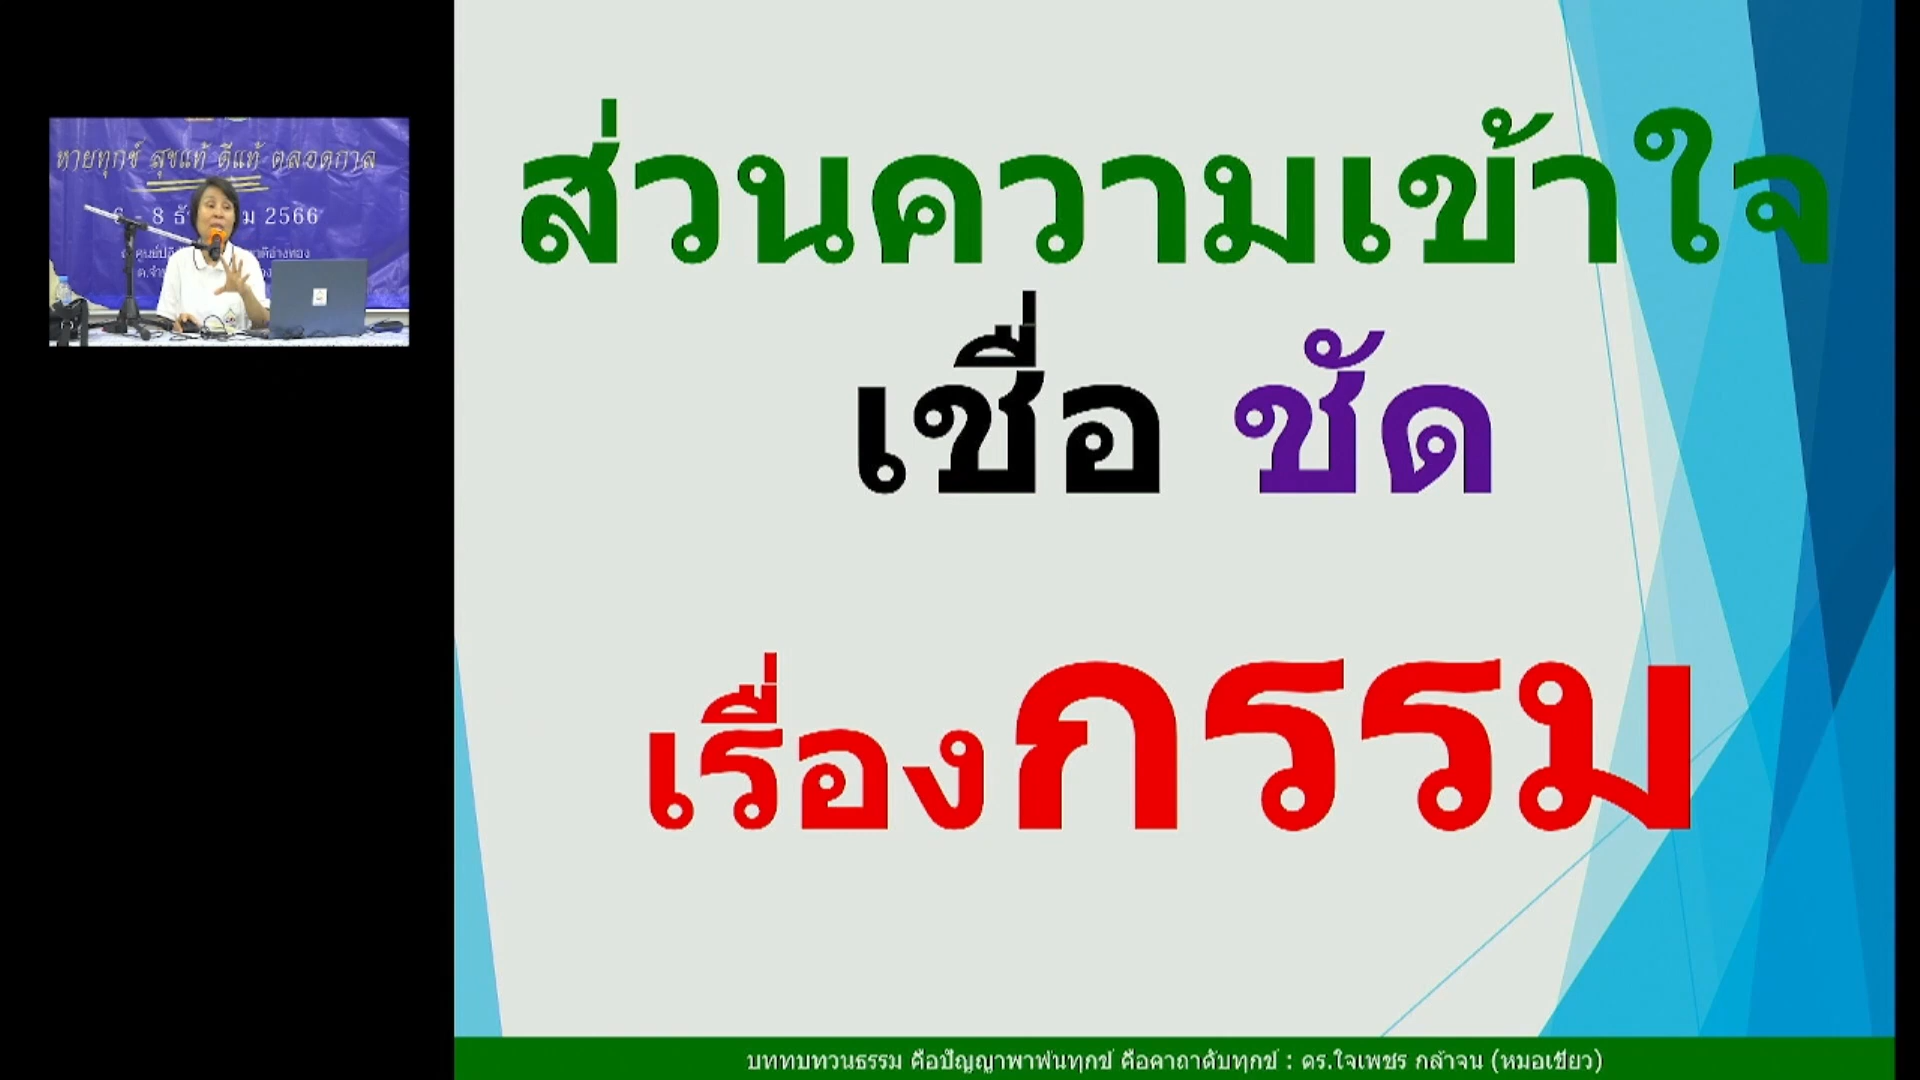 หายทุกข์ สุขแท้ ดีแท้ ตลอดกาล
8 ธั ม 2566
ส่วนความเข้าใจ
เชื่อ ชัด
เรื่องกรรม
บททบทวนธรรม คือปัญญาพาพ้นทุกข์ คือคาถาดับทุกข์ : ดร.ใจเพชร กล้าจน (หมอเขียว)